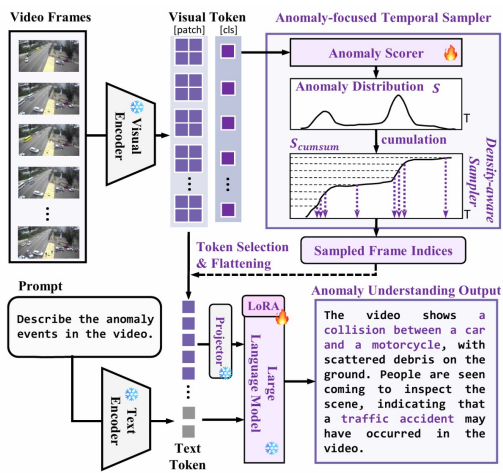 Video Frames
Visual Token
[patch]
[cls]
Anomaly-focused Temporal Sampler
Visual
Encoder
Anomaly Scorer
Anomaly Distribution S
T
cumulation
S_cumsum
T
Density-aware
Sampler
Sampled Frame Indices
Token Selection
& Flattening
Prompt
Describe the anomaly
events in the video.
Text
Encoder
Text
Token
Projector
LoRA
Large
Language Model
Anomaly Understanding Output
The video shows a
collision between a car
and a motorcycle, with
scattered debris on the
ground. People are seen
coming to inspect the
scene, indicating that
a traffic accident may
have occurred in the
video.